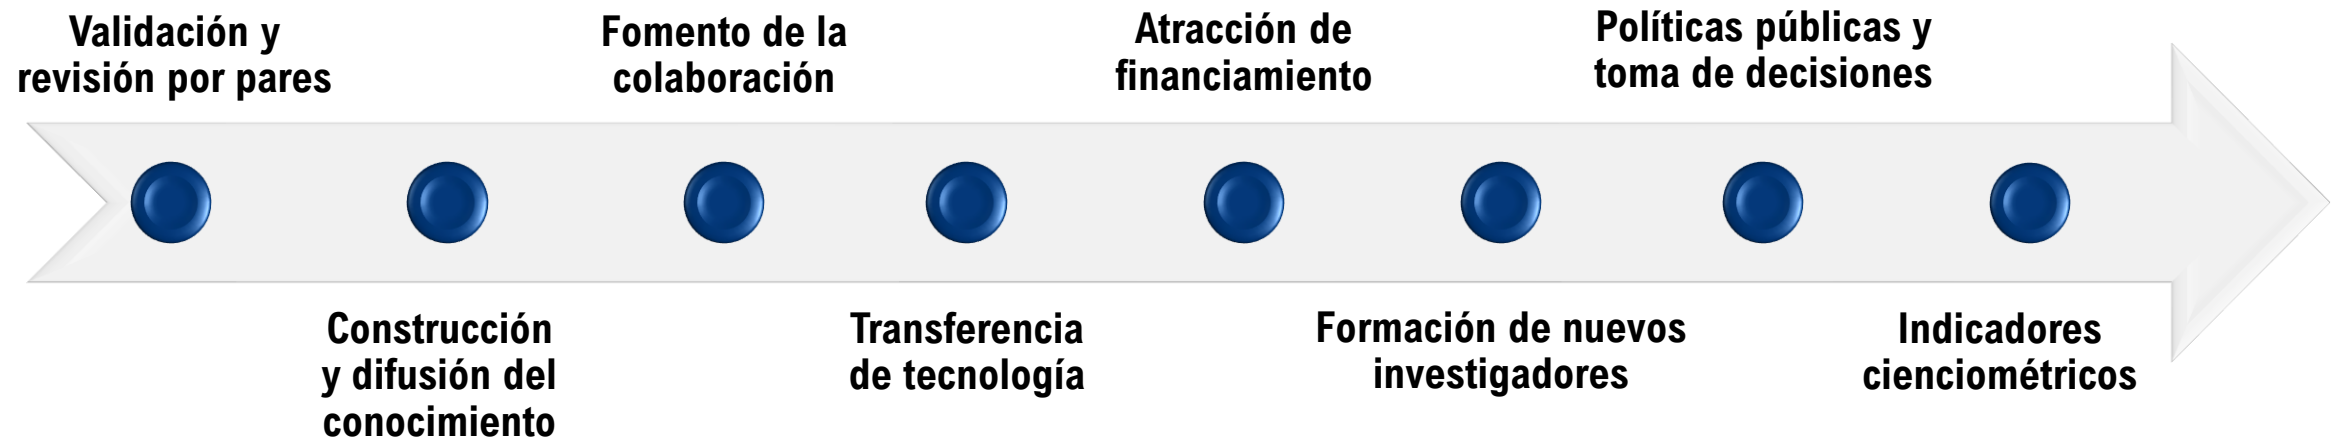 Validación y
revisión por pares
Construcción
y difusión del
conocimiento
Fomento de la
colaboración
Transferencia
de tecnología
Atracción de
financiamiento
Formación de nuevos
investigadores
Políticas públicas y
toma de decisiones
Indicadores
cienciométricos